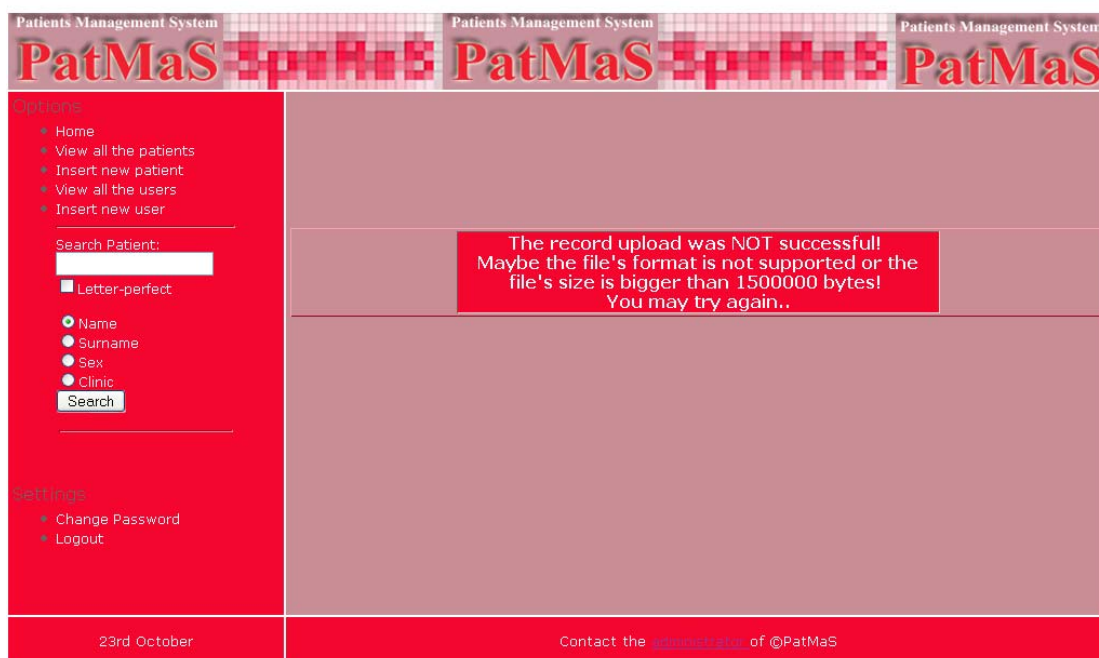 Patients Management System
PatMaS
Patients Management System
PatMaS
Patients Management System
PatMaS
Options
Home
View all the patients
Insert new patient
View all the users
Insert new user
Search Patient:
Letter-perfect
Name
Surname
Sex
Clinic
Search
Settings
Change Password
Logout
The record upload was NOT successful!
Maybe the file's format is not supported or the
file's size is bigger than 1500000 bytes!
You may try again..
23rd October
Contact the administrator of ©PatMaS